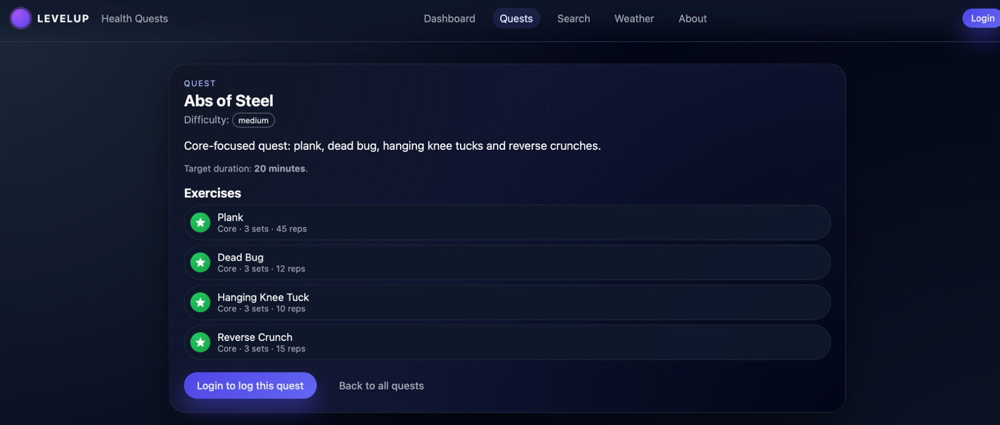 LEVELUP Health Quests Dashboard Quests Search Weather About Login
QUEST
Abs of Steel
Difficulty: medium
Core-focused quest: plank, dead bug, hanging knee tucks and reverse crunches.
Target duration: 20 minutes.
Exercises
Plank
Core · 3 sets · 45 reps
Dead Bug
Core · 3 sets · 12 reps
Hanging Knee Tuck
Core · 3 sets · 10 reps
Reverse Crunch
Core · 3 sets · 15 reps
Login to log this quest Back to all quests